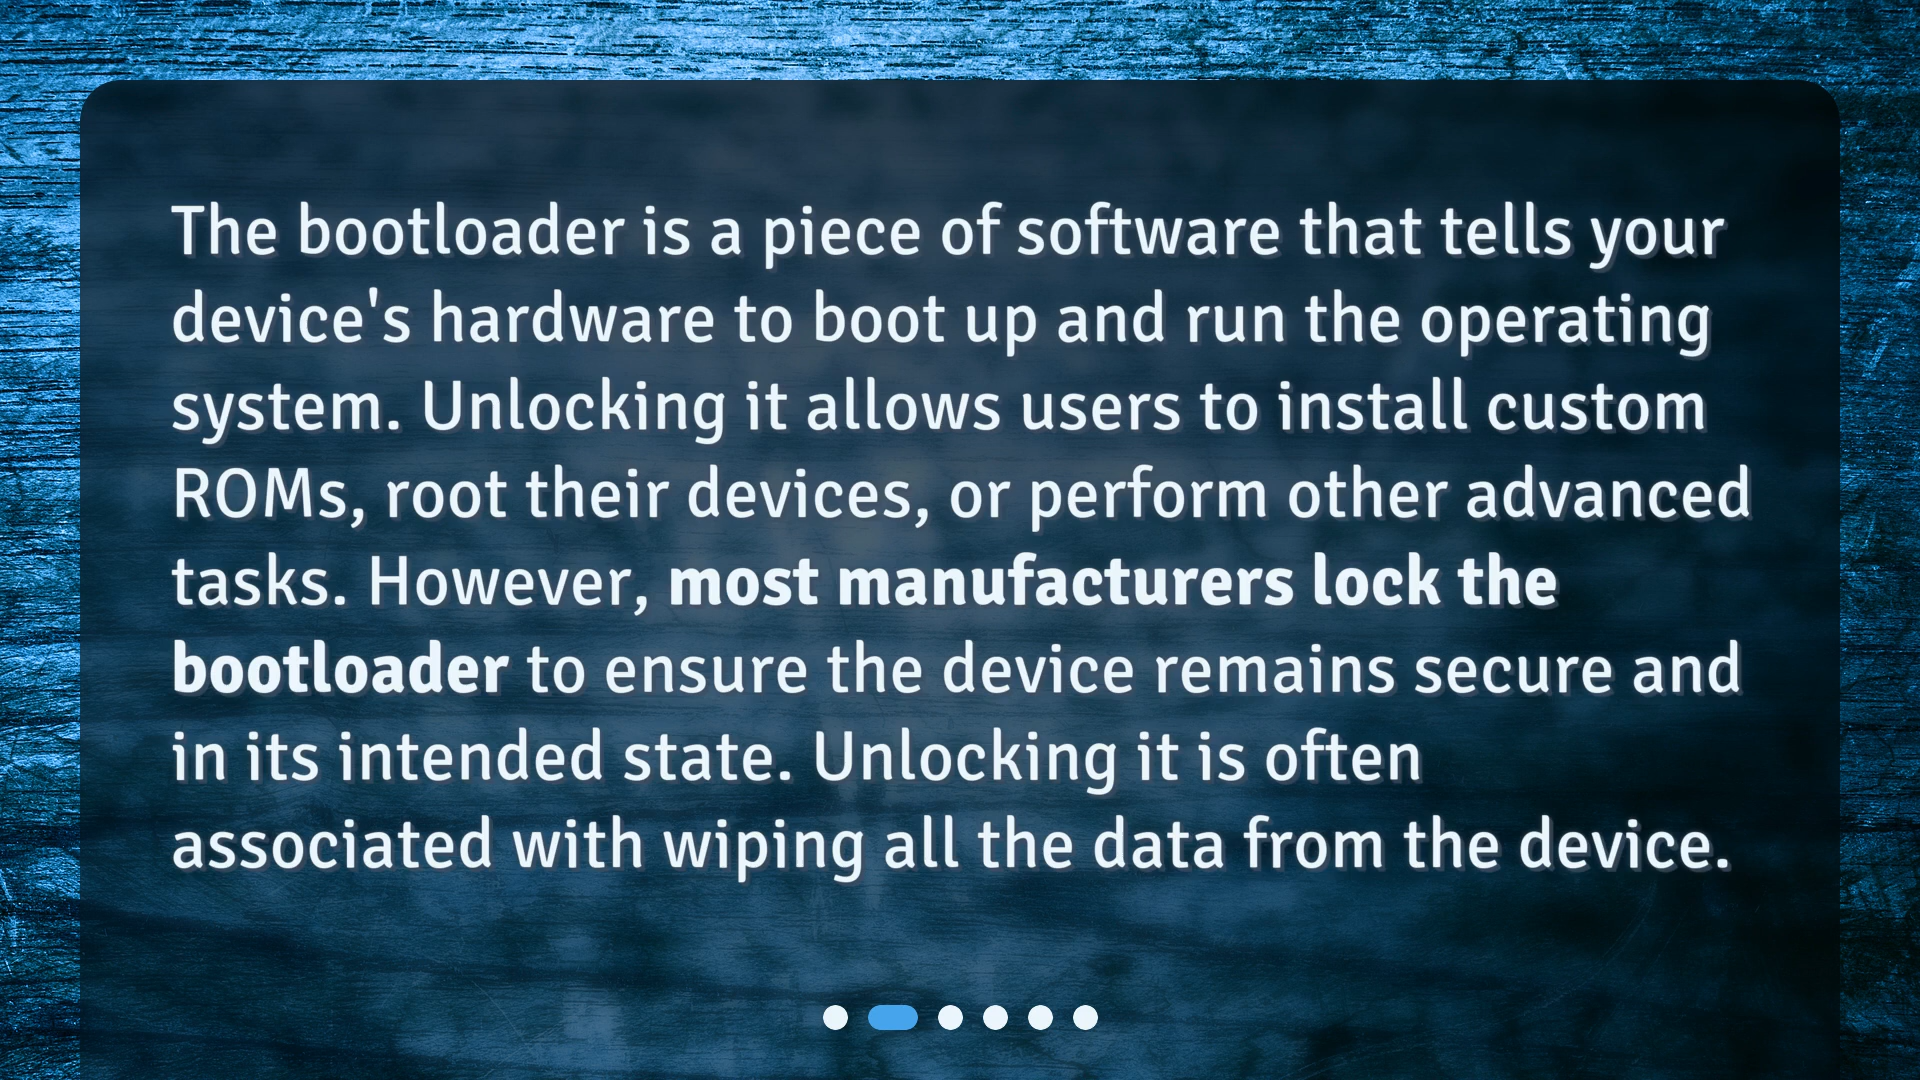 The bootloader is a piece of software that tells your
device's hardware to boot up and run the operating
system. Unlocking it allows users to install custom
ROMs, root their devices, or perform other advanced
tasks. However, most manufacturers lock the
bootloader to ensure the device remains secure and
in its intended state. Unlocking it is often
associated with wiping all the data from the device.